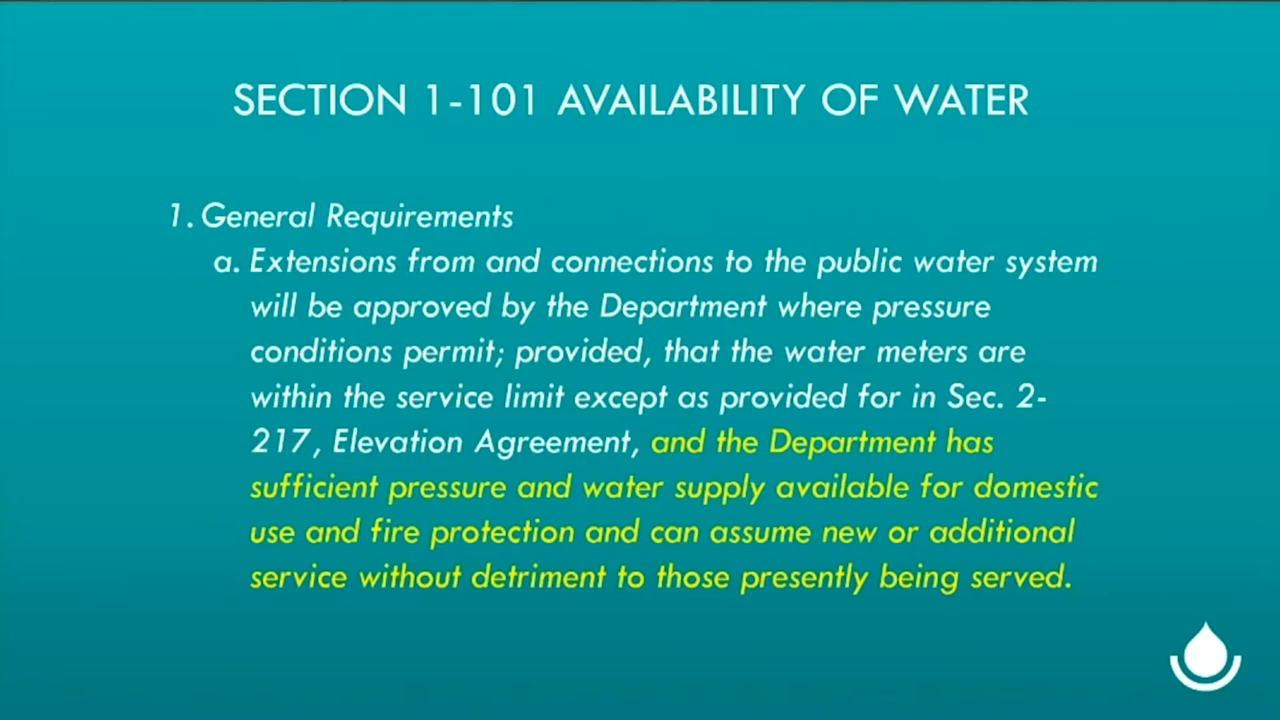 SECTION 1-101 AVAILABILITY OF WATER
1. General Requirements
a. Extensions from and connections to the public water system
will be approved by the Department where pressure
conditions permit; provided, that the water meters are
within the service limit except as provided for in Sec. 2-
217, Elevation Agreement, and the Department has
sufficient pressure and water supply available for domestic
use and fire protection and can assume new or additional
service without detriment to those presently being served.